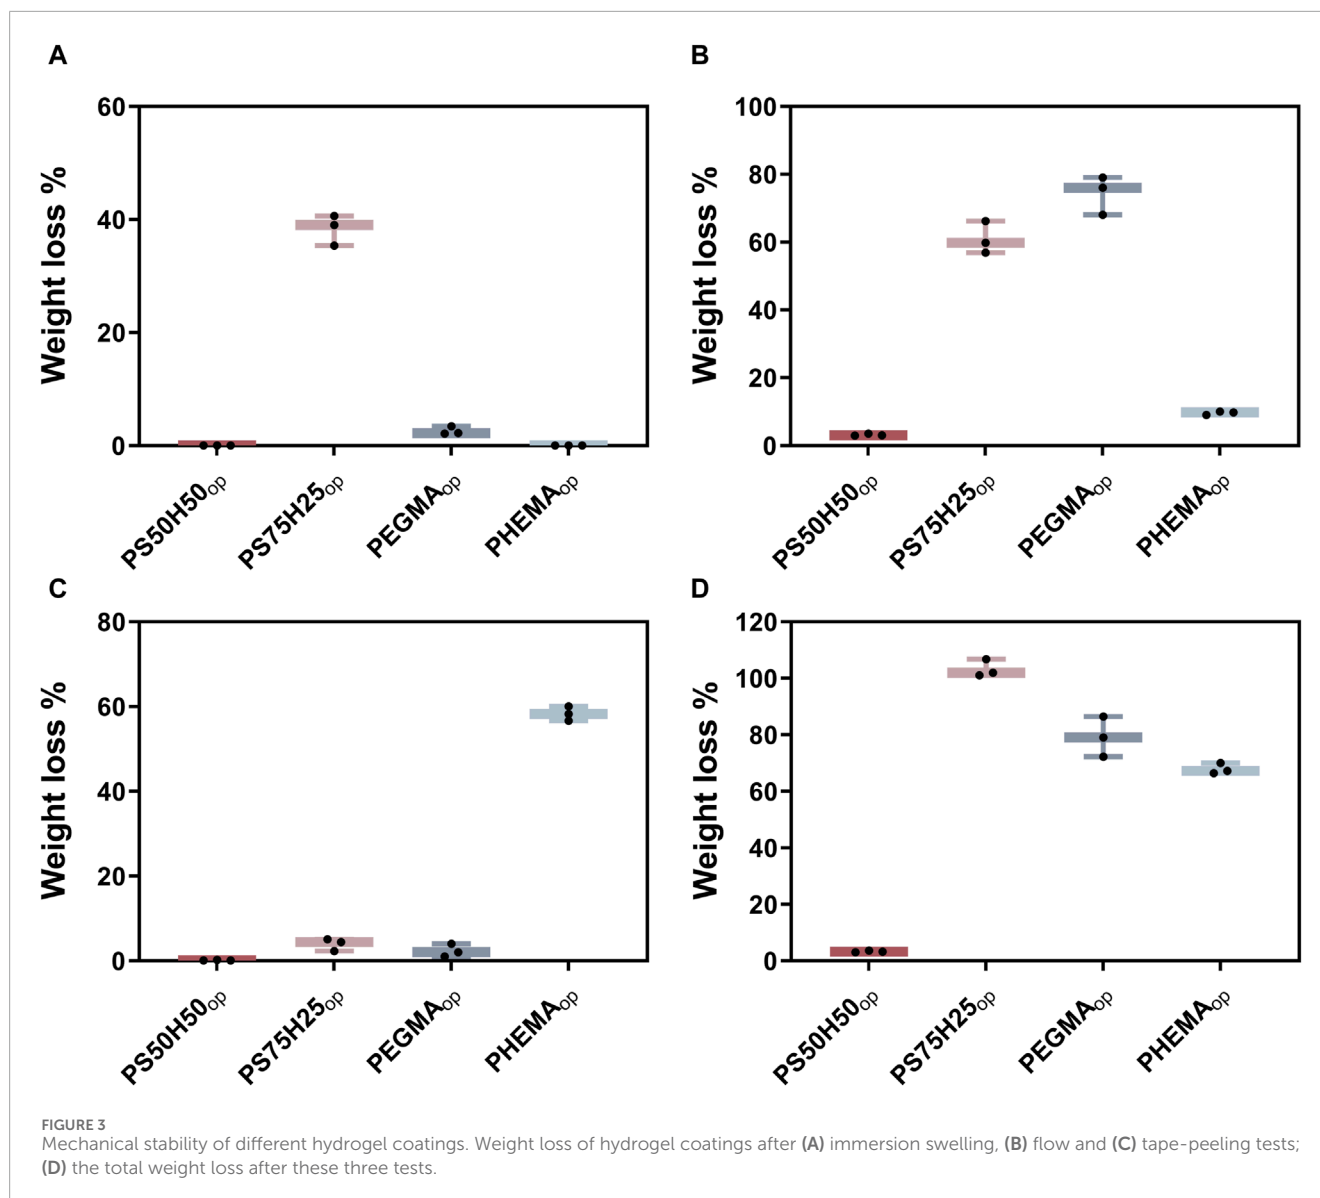 A
60
40
20
0
Weight loss %
PS50H50op
PS75H25op
PEGMAop
PHEMAop
B
100
80
60
40
20
0
Weight loss %
PS50H50op
PS75H25op
PEGMAop
PHEMAop
C
80
60
40
20
0
Weight loss %
PS50H50op
PS75H25op
PEGMAop
PHEMAop
D
120
100
80
60
40
20
0
Weight loss %
PS50H50op
PS75H25op
PEGMAop
PHEMAop
FIGURE 3
Mechanical stability of different hydrogel coatings. Weight loss of hydrogel coatings after (A) immersion swelling, (B) flow and (C) tape-peeling tests;
(D) the total weight loss after these three tests.